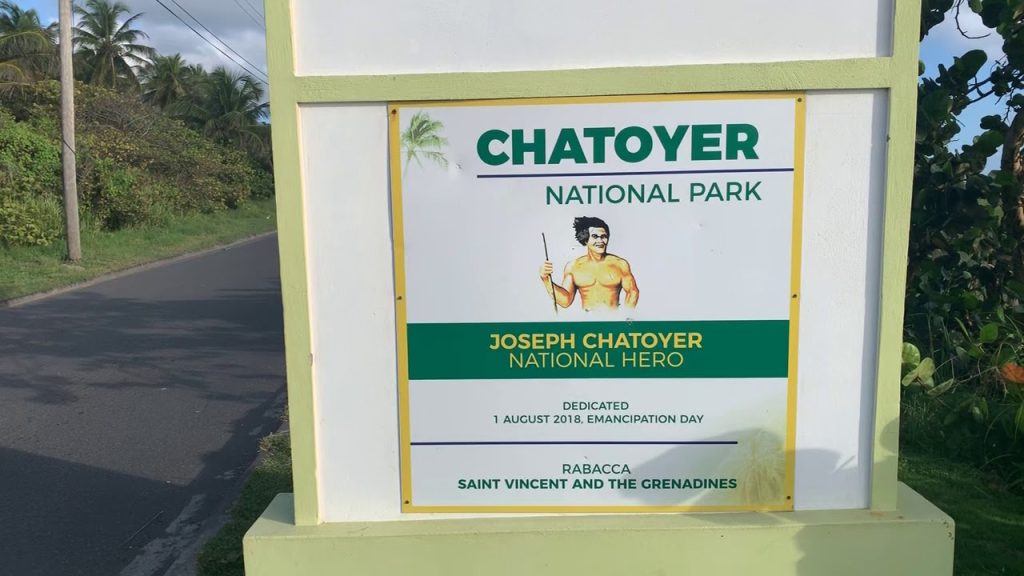 CHATOYER
NATIONAL PARK
JOSEPH CHATOYER
NATIONAL HERO
DEDICATED
1 AUGUST 2018, EMANCIPATION DAY
RABACCA
SAINT VINCENT AND THE GRENADINES